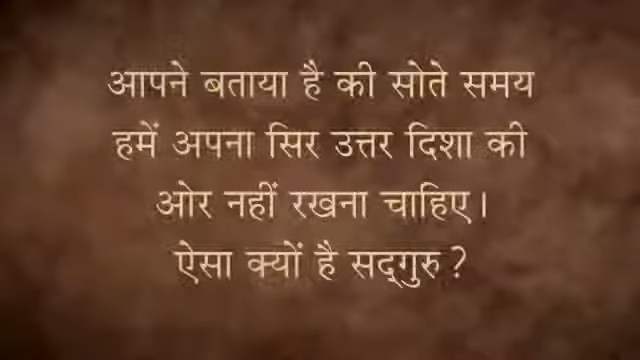 आपने बताया है की सोते समय
हमें अपना सिर उत्तर दिशा की
ओर नहीं रखना चाहिए।
ऐसा क्यों है सद्‌गुरु ?